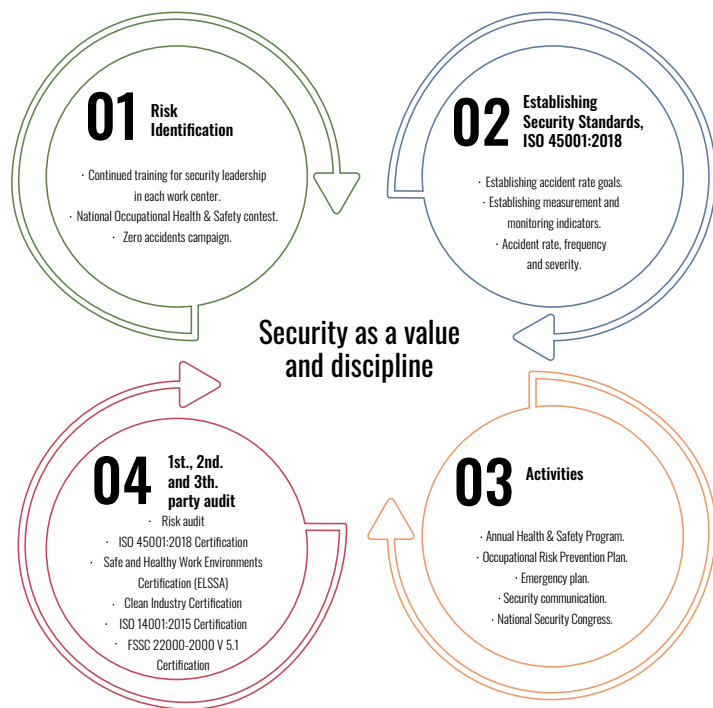 01
Risk
Identification
· Continued training for security leadership
in each work center.
· National Occupational Health & Safety contest.
· Zero accidents campaign.
02
Establishing
Security Standards,
ISO 45001:2018
· Establishing accident rate goals.
· Establishing measurement and
monitoring indicators.
· Accident rate, frequency
and severity.
Security as a value
and discipline
03
Activities
· Annual Health & Safety Program.
· Occupational Risk Prevention Plan.
· Emergency plan.
· Security communication.
· National Security Congress.
04
1st., 2nd.
and 3th.
party audit
· Risk audit
· ISO 45001:2018 Certification
· Safe and Healthy Work Environments
Certification (ELSSA)
· Clean Industry Certification
· ISO 14001:2015 Certification
· FSSC 22000-2000 V 5.1
Certification